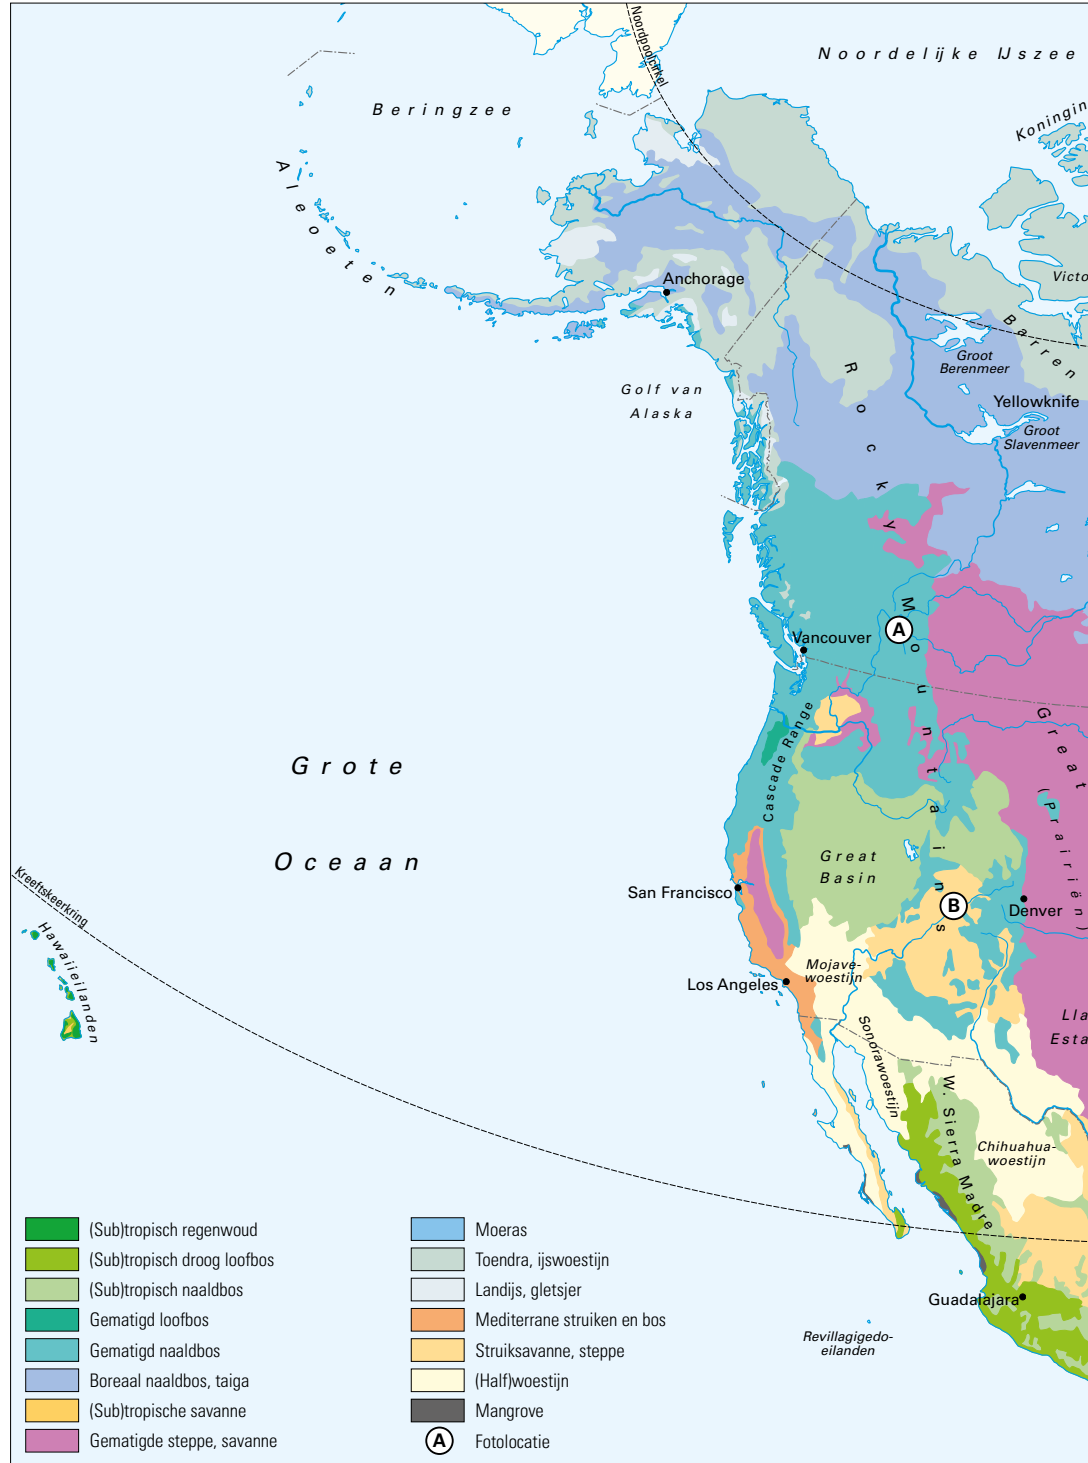 Noordpoolcirkel
Noordelijke IJszee
Beringzee
Koningin
Aleoeten
Anchorage
Victo
Barren
Groot
Berenmeer
Golf van
Alaska
Yellowknife
Groot
Slavenmeer
Rocky Mountains
A
Vancouver
Great
(Prairiën)
Cascade Range
Grote
Oceaan
Great
Basin
Kreeftskeerkring
San Francisco
B
Denver
Hawaiieilanden
Mojave-
woestijn
Los Angeles
Lla
Esta
Sonorawoestijn
W. Sierra Madre
Chihuahua-
woestijn
Guadalajara
Revillagigedo-
eilanden
(Sub)tropisch regenwoud
(Sub)tropisch droog loofbos
(Sub)tropisch naaldbos
Gematigd loofbos
Gematigd naaldbos
Boreaal naaldbos, taiga
(Sub)tropische savanne
Gematigde steppe, savanne
Moeras
Toendra, ijswoestijn
Landijs, gletsjer
Mediterrane struiken en bos
Struiksavanne, steppe
(Half)woestijn
Mangrove
A Fotolocatie